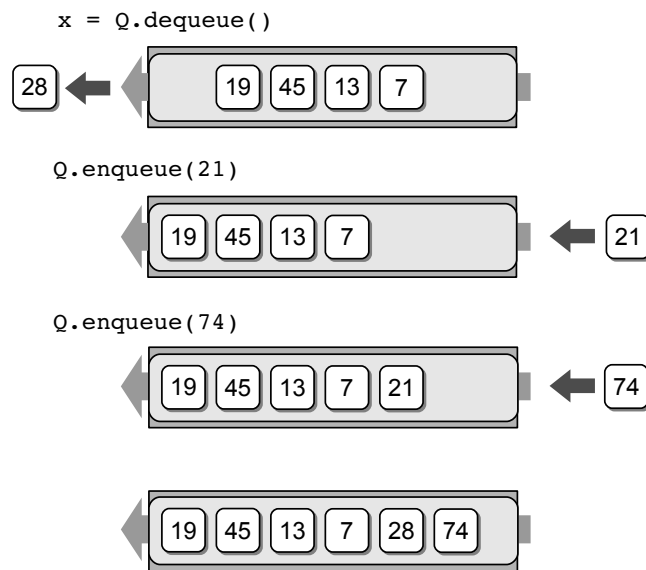 x = Q.dequeue()
28 19 45 13 7
Q.enqueue(21)
19 45 13 7 21
Q.enqueue(74)
19 45 13 7 21 74
19 45 13 7 28 74